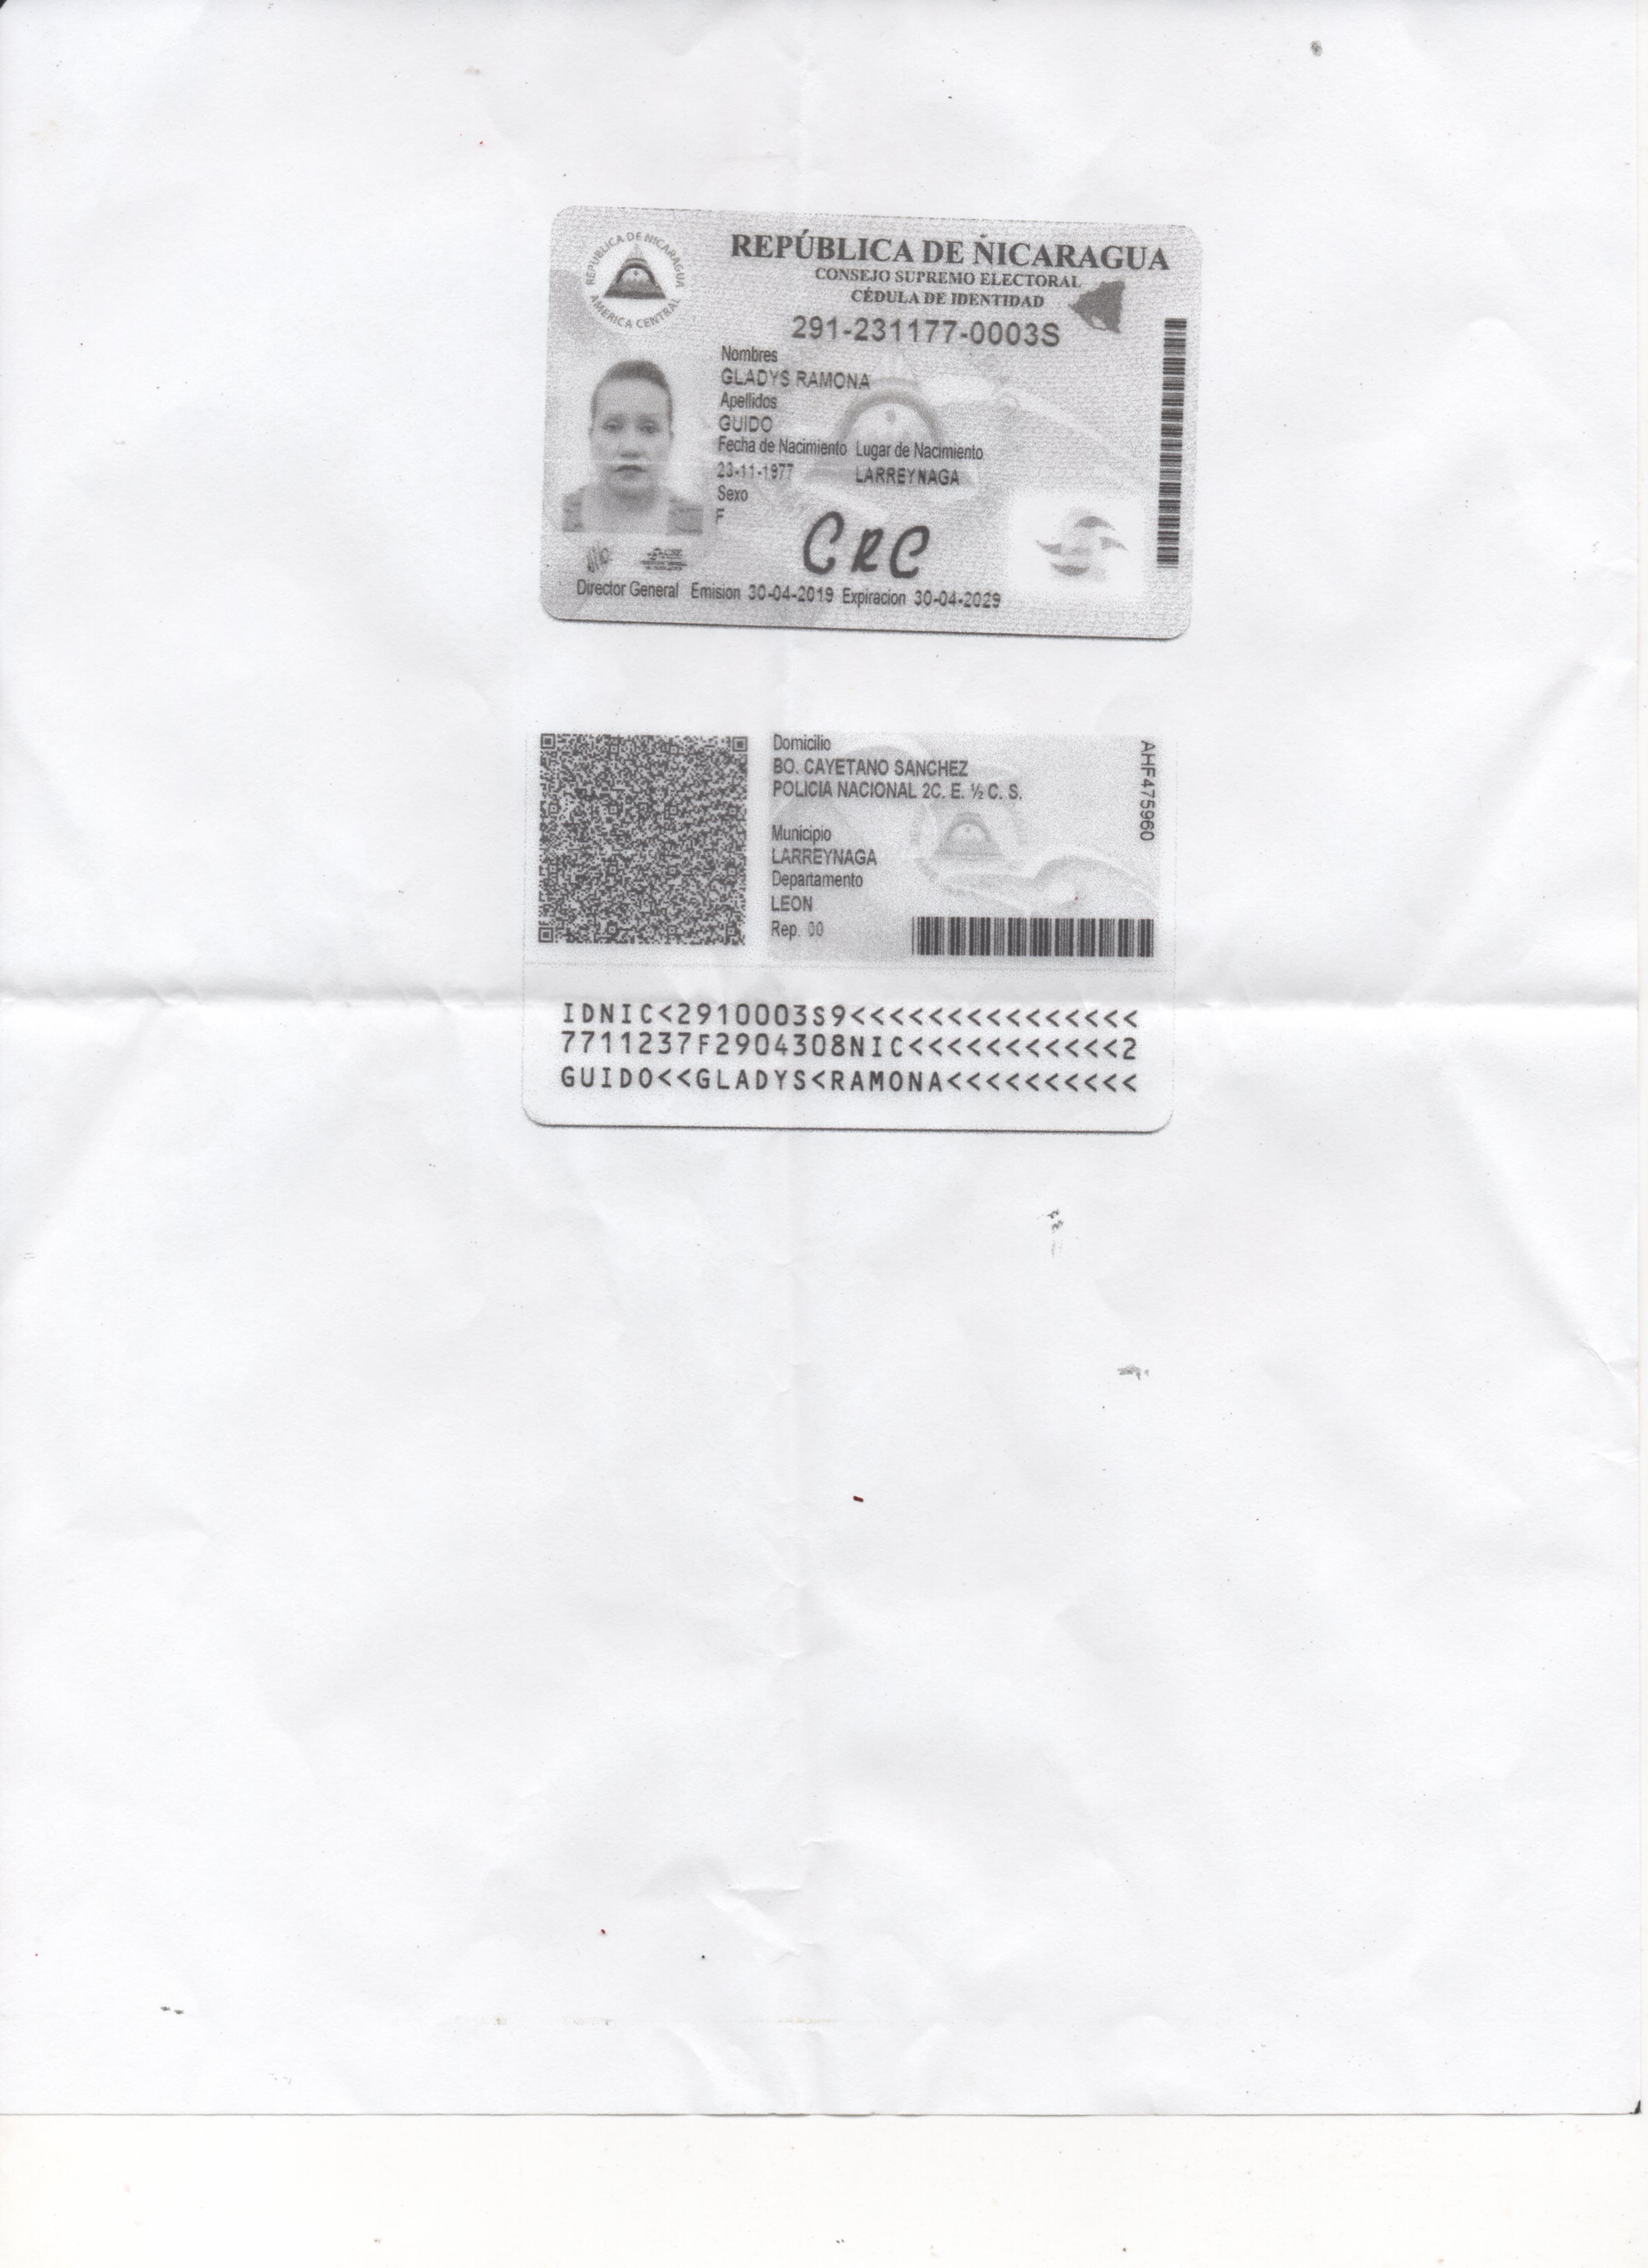 REPÚBLICA DE NICARAGUA
AMERICA CENTRAL
REPÚBLICA DE NICARAGUA
CONSEJO SUPREMO ELECTORAL
CÉDULA DE IDENTIDAD
291-231177-0003S
Nombres
GLADYS RAMONA
Apellidos
GUIDO
Fecha de Nacimiento Lugar de Nacimiento
23-11-1977 LARREYNAGA
Sexo
F
CRC
Director General Emision 30-04-2019 Expiracion 30-04-2029
Domicilio
BO. CAYETANO SANCHEZ
POLICIA NACIONAL 2C. E. ½ C. S.
AHF475960
Municipio
LARREYNAGA
Departamento
LEON
Rep. 00
IDNIC<2910003S9<<<<<<<<<<<<<<<
7711237F2904308NIC<<<<<<<<<<<2
GUIDO<<GLADYS<RAMONA<<<<<<<<<<